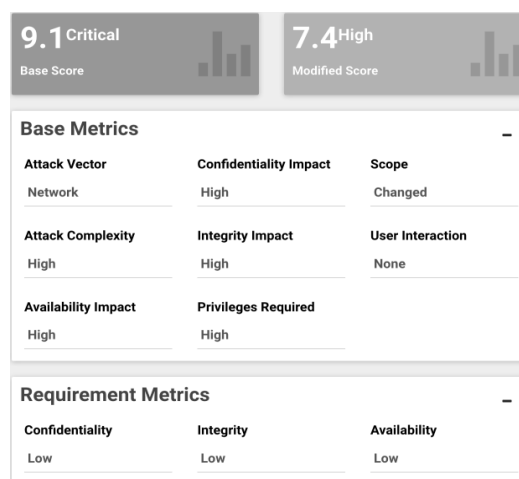 9.1 Critical 7.4 High
Base Score Modified Score
Base Metrics –
Attack Vector Confidentiality Impact Scope
Network High Changed
Attack Complexity Integrity Impact User Interaction
High High None
Availability Impact Privileges Required
High High
Requirement Metrics –
Confidentiality Integrity Availability
Low Low Low